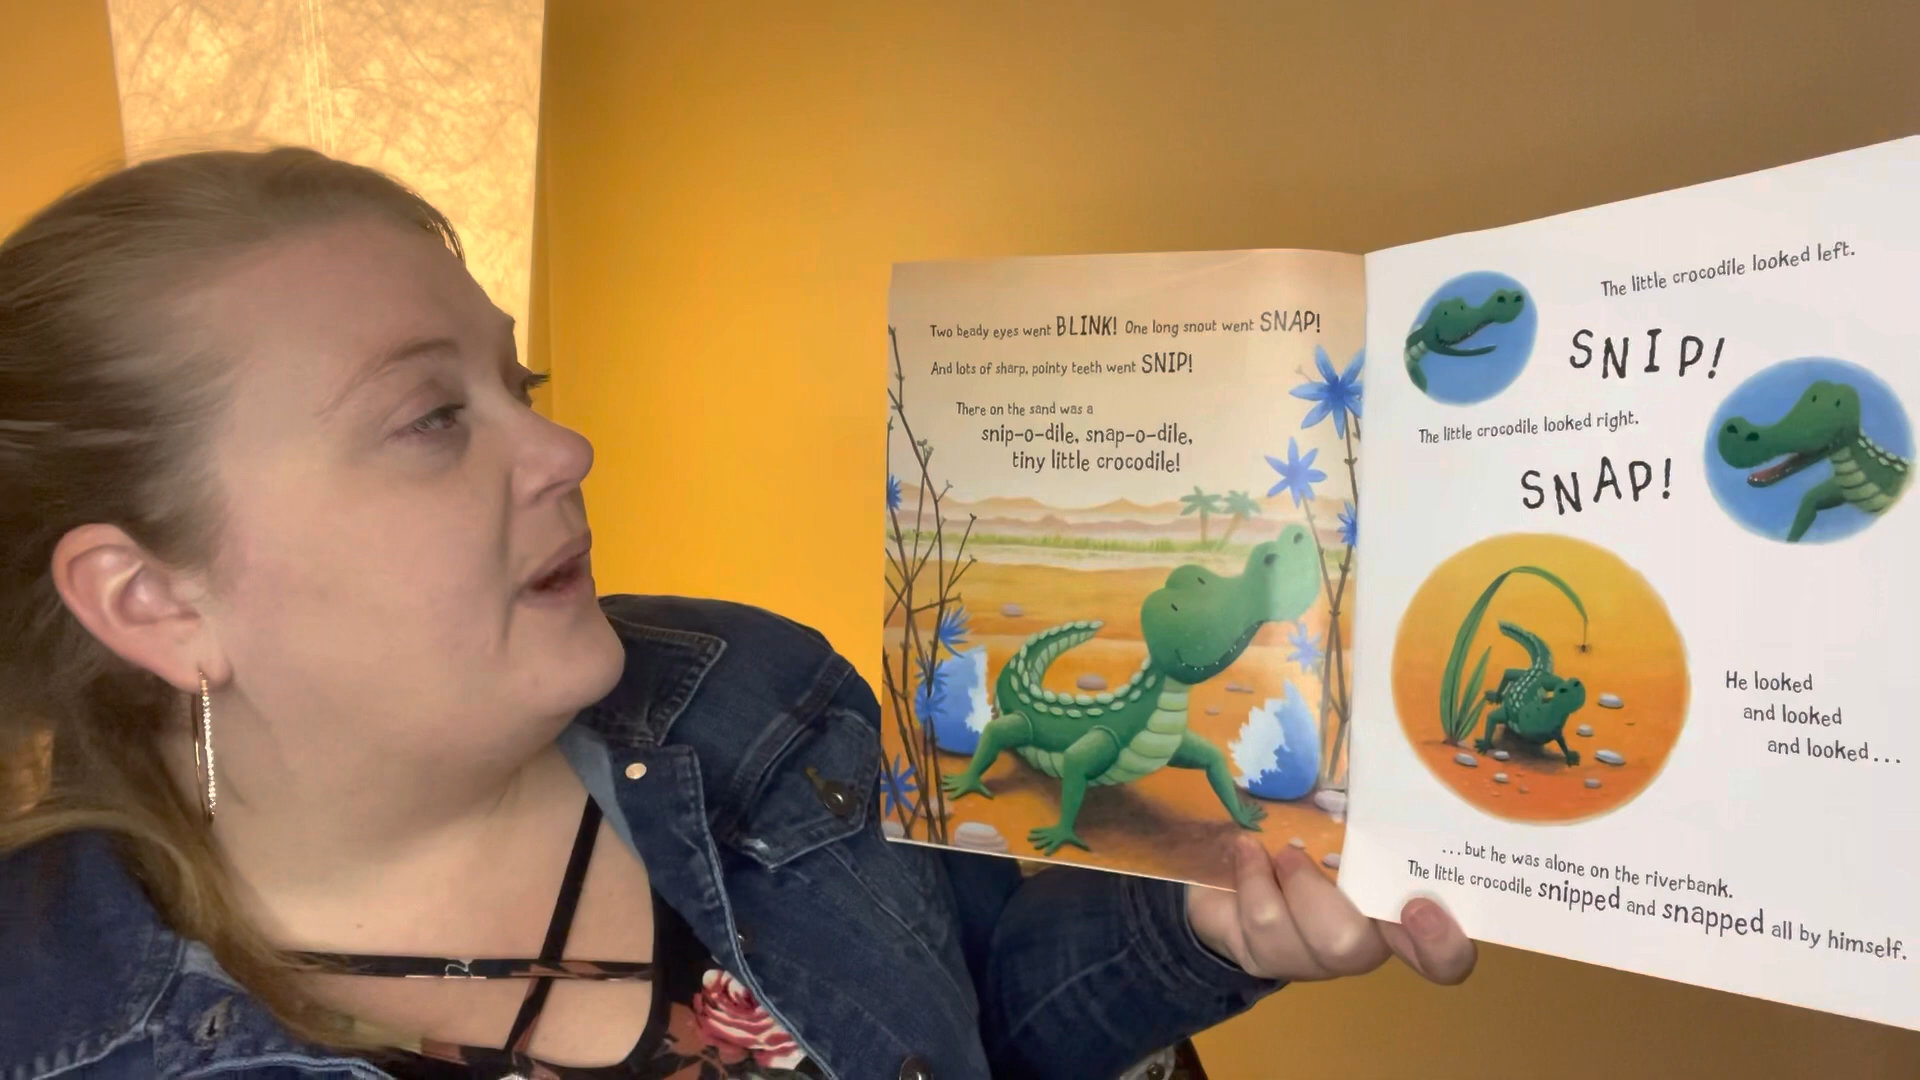 Two beady eyes went BLINK! One long snout went SNAP!
And lots of sharp, pointy teeth went SNIP!
There on the sand was a
snip-o-dile, snap-o-dile,
tiny little crocodile!
The little crocodile looked left.
SNIP!
The little crocodile looked right.
SNAP!
He looked
and looked
and looked...
...but he was alone on the riverbank.
The little crocodile snipped and snapped all by himself.